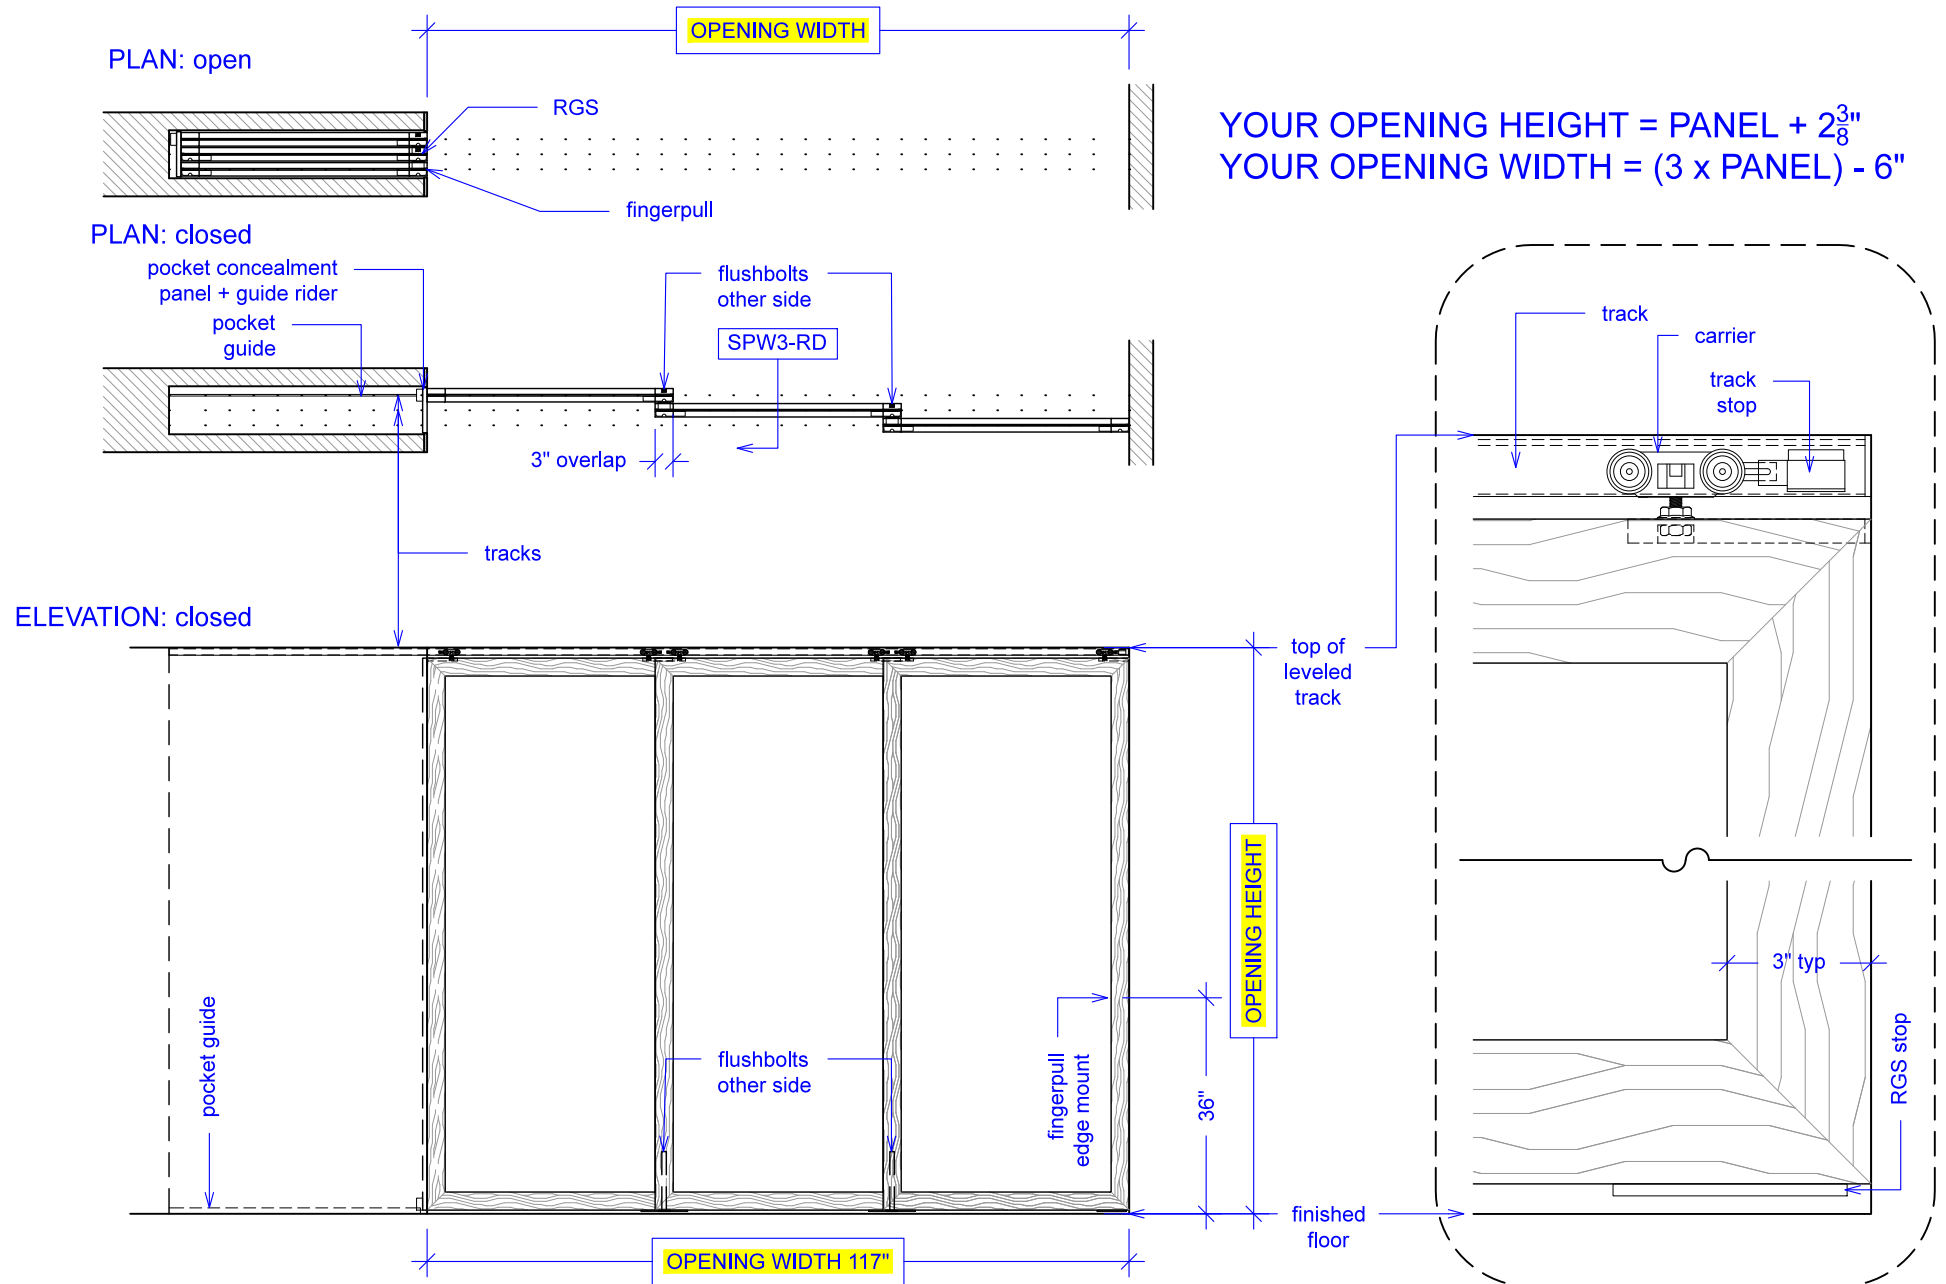 OPENING WIDTH
PLAN: open
RGS
fingerpull
YOUR OPENING HEIGHT = PANEL + 2 3/8"
YOUR OPENING WIDTH = (3 x PANEL) - 6"
PLAN: closed
pocket concealment
panel + guide rider
pocket
guide
flushbolts
other side
SPW3-RD
3" overlap
tracks
track
carrier
track
stop
ELEVATION: closed
top of
leveled
track
OPENING HEIGHT
3" typ
pocket guide
flushbolts
other side
fingerpull
edge mount
36"
RGS stop
finished
floor
OPENING WIDTH 117"